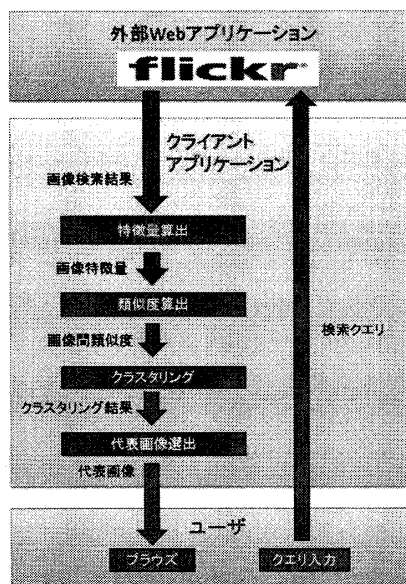 外部Webアプリケーション
flickr
クライアント
アプリケーション
画像検索結果
特徴量算出
画像特徴量
類似度算出
画像間類似度
検索クエリ
クラスタリング
クラスタリング結果
代表画像選出
代表画像
ユーザ
ブラウズ
クエリ入力